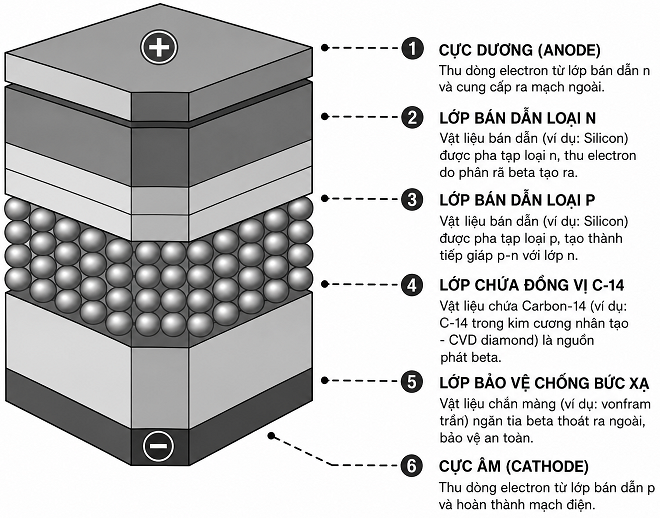 +
1 CỰC DƯƠNG (ANODE)
Thu dòng electron từ lớp bán dẫn n
và cung cấp ra mạch ngoài.
2 LỚP BÁN DẪN LOẠI N
Vật liệu bán dẫn (ví dụ: Silicon)
được pha tạp loại n, thu electron
do phân rã beta tạo ra.
3 LỚP BÁN DẪN LOẠI P
Vật liệu bán dẫn (ví dụ: Silicon)
được pha tạp loại p, tạo thành
tiếp giáp p-n với lớp n.
4 LỚP CHỨA ĐỒNG VỊ C-14
Vật liệu chứa Carbon-14 (ví dụ:
C-14 trong kim cương nhân tạo
- CVD diamond) là nguồn
phát beta.
5 LỚP BẢO VỆ CHỐNG BỨC XẠ
Vật liệu chắn màng (ví dụ: vonfram
trần) ngăn tia beta thoát ra ngoài,
bảo vệ an toàn.
−
6 CỰC ÂM (CATHODE)
Thu dòng electron từ lớp bán dẫn p
và hoàn thành mạch điện.